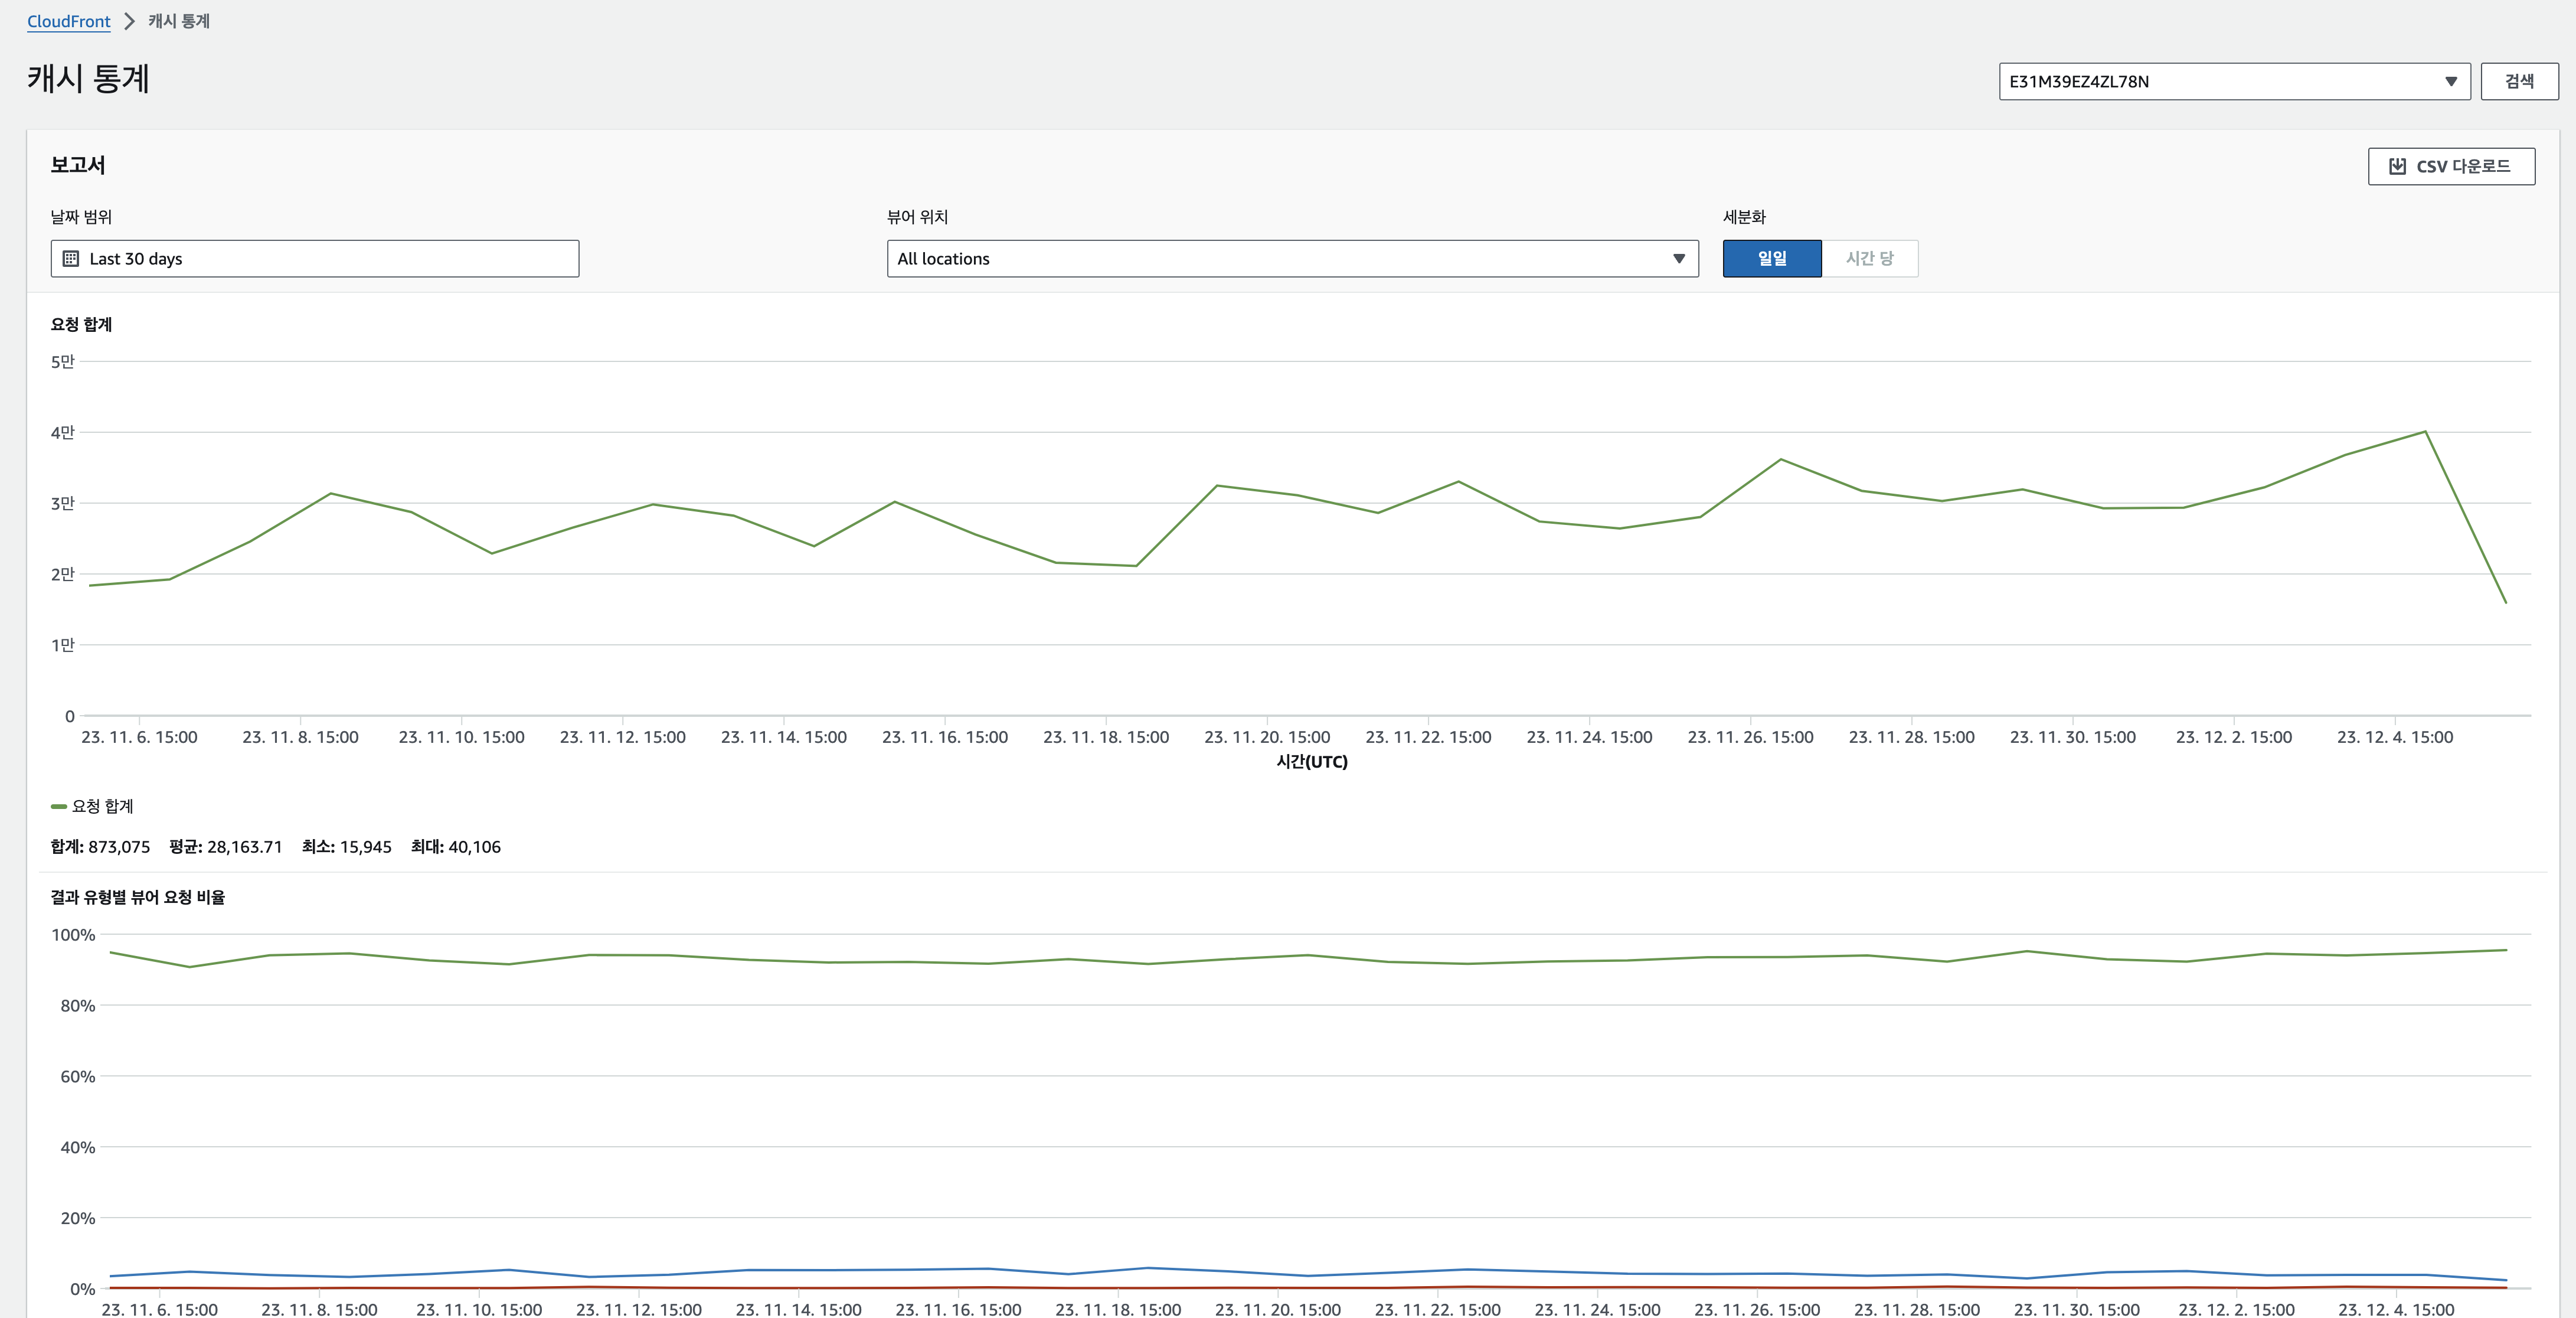 CloudFront > 캐시 통계
캐시 통계
E31M39EZ4ZL78N
검색
보고서
CSV 다운로드
날짜 범위
뷰어 위치
세분화
Last 30 days
All locations
일일
시간 당
요청 합계
5만
4만
3만
2만
1만
0
23. 11. 6. 15:00 23. 11. 8. 15:00 23. 11. 10. 15:00 23. 11. 12. 15:00 23. 11. 14. 15:00 23. 11. 16. 15:00 23. 11. 18. 15:00 23. 11. 20. 15:00 23. 11. 22. 15:00 23. 11. 24. 15:00 23. 11. 26. 15:00 23. 11. 28. 15:00 23. 11. 30. 15:00 23. 12. 2. 15:00 23. 12. 4. 15:00
시간(UTC)
요청 합계
합계: 873,075 평균: 28,163.71 최소: 15,945 최대: 40,106
결과 유형별 뷰어 요청 비율
100%
80%
60%
40%
20%
0%
23. 11. 6. 15:00 23. 11. 8. 15:00 23. 11. 10. 15:00 23. 11. 12. 15:00 23. 11. 14. 15:00 23. 11. 16. 15:00 23. 11. 18. 15:00 23. 11. 20. 15:00 23. 11. 22. 15:00 23. 11. 24. 15:00 23. 11. 26. 15:00 23. 11. 28. 15:00 23. 11. 30. 15:00 23. 12. 2. 15:00 23. 12. 4. 15:00